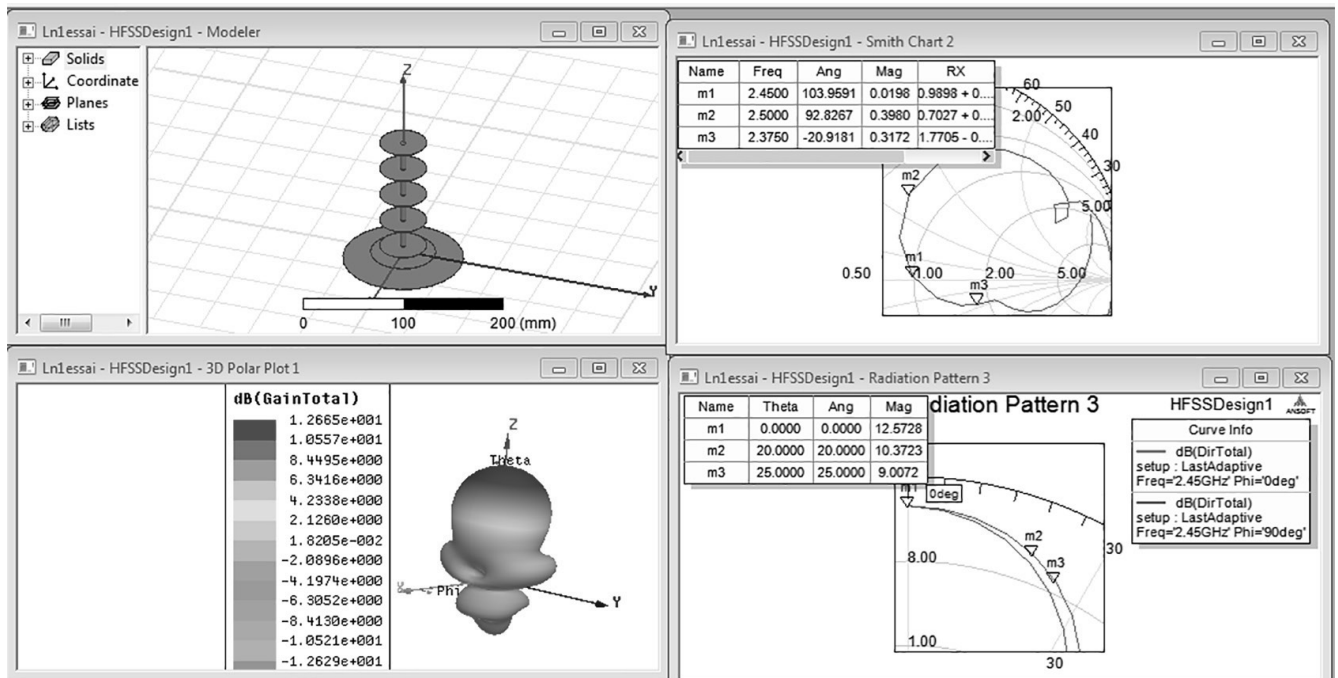 Ln1essai - HFSSDesign1 - Modeler
Solids
Coordinate
Planes
Lists
Z
Y
0 100 200 (mm)
Ln1essai - HFSSDesign1 - Smith Chart 2
Name Freq Ang Mag RX
m1 2.4500 103.9591 0.0198 0.9898 + 0....
m2 2.5000 92.8267 0.3980 0.7027 + 0....
m3 2.3750 -20.9181 0.3172 1.7705 - 0....
60
50
2.00
40
30
m2
5.00
m1
0.50 1.00 2.00 5.00
m3
Ln1essai - HFSSDesign1 - 3D Polar Plot 1
dB(GainTotal)
1.2665e+001
1.0557e+001
8.4495e+000
6.3416e+000
4.2338e+000
2.1260e+000
1.8205e-002
-2.0896e+000
-4.1974e+000
-6.3052e+000
-8.4130e+000
-1.0521e+001
-1.2629e+001
Z
Theta
Phi
Y
Ln1essai - HFSSDesign1 - Radiation Pattern 3
Name Theta Ang Mag
m1 0.0000 0.0000 12.5728
m2 20.0000 20.0000 10.3723
m3 25.0000 25.0000 9.0072
diation Pattern 3
HFSSDesign1
ANSOFT
Curve Info
dB(DirTotal)
setup : LastAdaptive
Freq='2.45GHz' Phi='0deg'
dB(DirTotal)
setup : LastAdaptive
Freq='2.45GHz' Phi='90deg'
m1
0deg
m2
30
m3
8.00
1.00
30